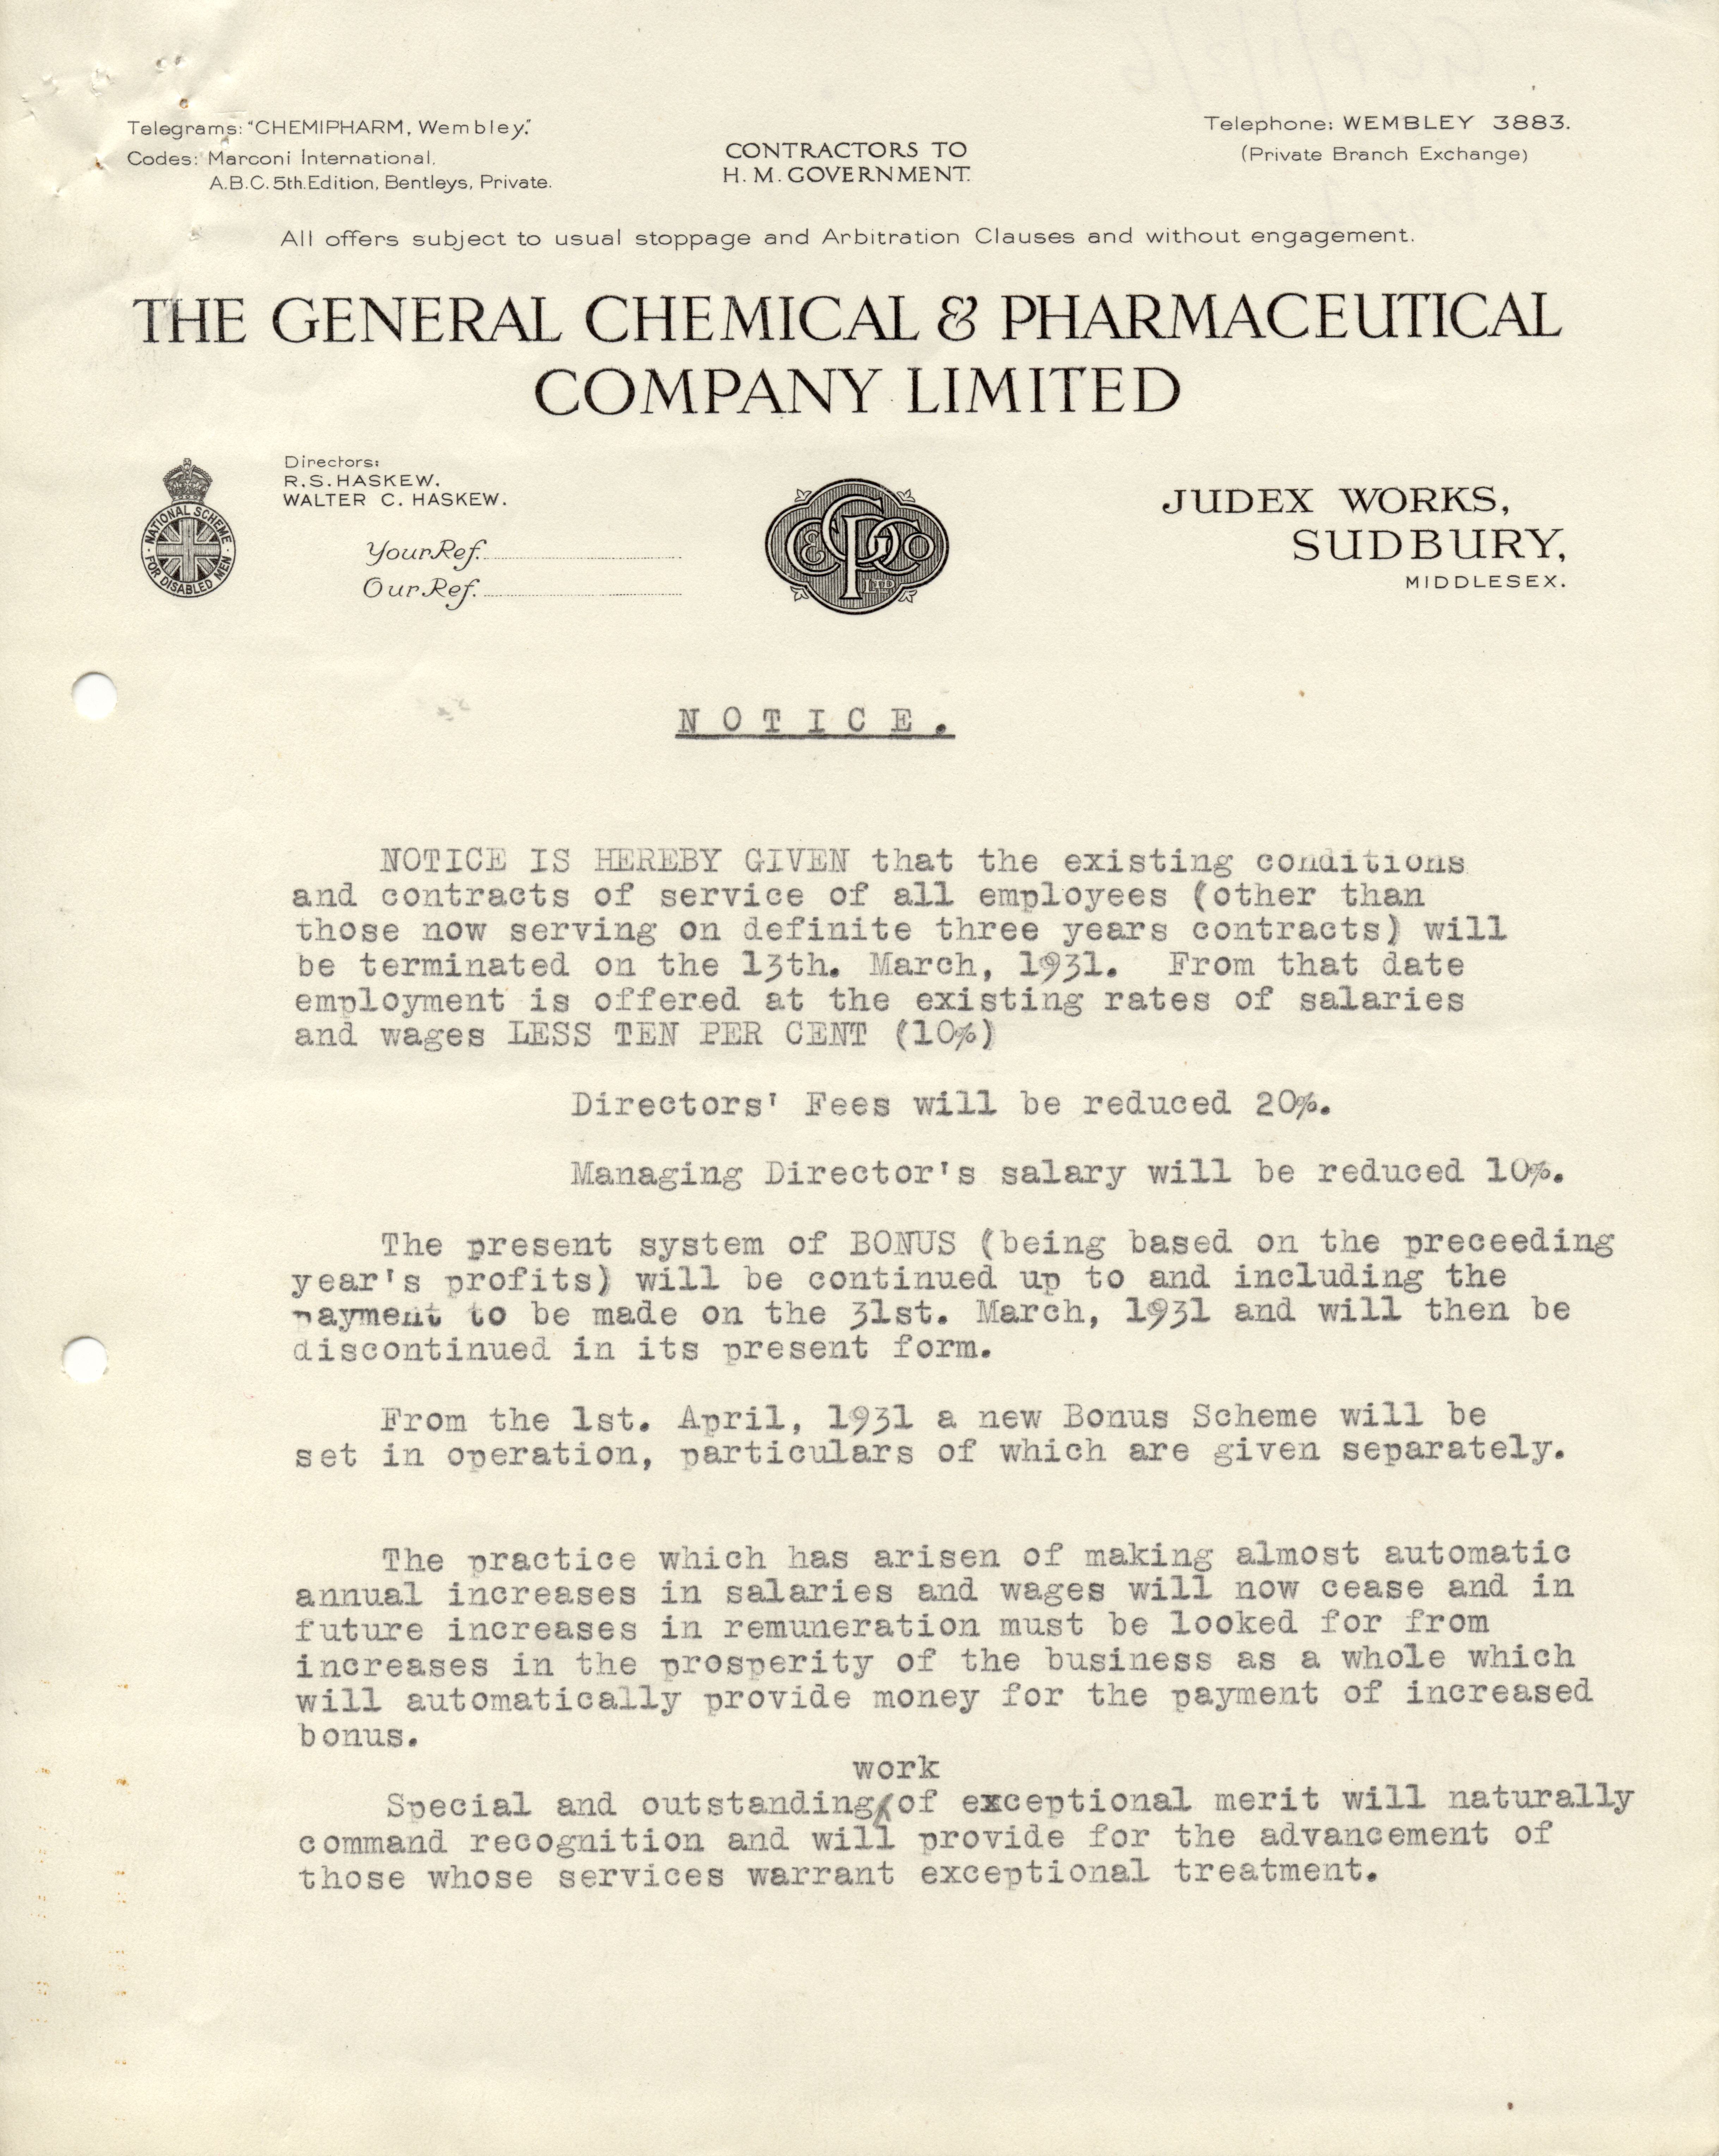 Telegrams: "CHEMIPHARM, Wembley."
Codes: Marconi International.
A.B.C. 5th. Edition, Bentleys, Private.
CONTRACTORS TO
H. M. GOVERNMENT.
Telephone: WEMBLEY 3883.
(Private Branch Exchange)
All offers subject to usual stoppage and Arbitration Clauses and without engagement.
THE GENERAL CHEMICAL & PHARMACEUTICAL
COMPANY LIMITED
NATIONAL SCHEME
FOR DISABLED MEN
Directors:
R. S. HASKEW.
WALTER C. HASKEW.
Your Ref.
Our Ref.
GC&PCo LTD
JUDEX WORKS,
SUDBURY,
MIDDLESEX.
NOTICE.
NOTICE IS HEREBY GIVEN that the existing conditions
and contracts of service of all employees (other than
those now serving on definite three years contracts) will
be terminated on the 13th. March, 1931. From that date
employment is offered at the existing rates of salaries
and wages LESS TEN PER CENT (10%)
Directors' Fees will be reduced 20%.
Managing Director's salary will be reduced 10%.
The present system of BONUS (being based on the preceeding
year's profits) will be continued up to and including the
payment to be made on the 31st. March, 1931 and will then be
discontinued in its present form.
From the 1st. April, 1931 a new Bonus Scheme will be
set in operation, particulars of which are given separately.
The practice which has arisen of making almost automatic
annual increases in salaries and wages will now cease and in
future increases in remuneration must be looked for from
increases in the prosperity of the business as a whole which
will automatically provide money for the payment of increased
bonus.
work
Special and outstanding of exceptional merit will naturally
command recognition and will provide for the advancement of
those whose services warrant exceptional treatment.